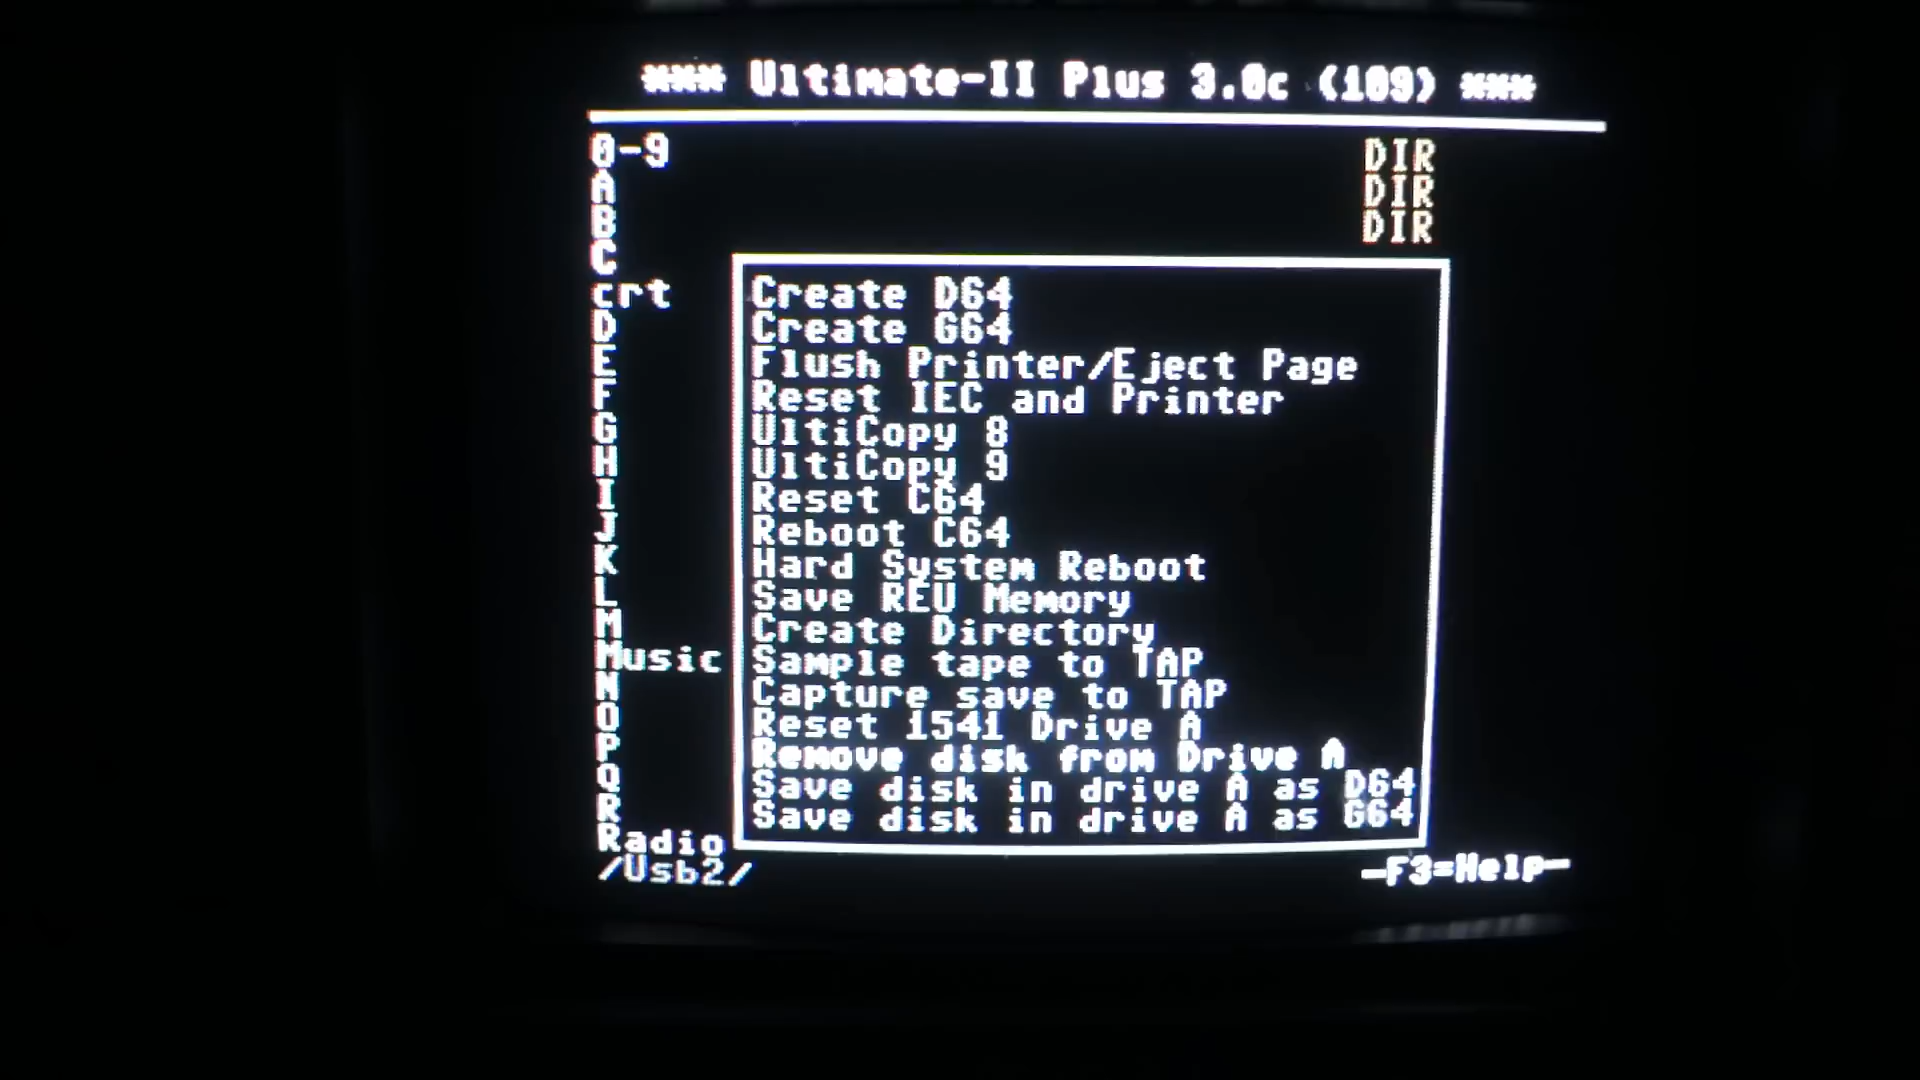 *** Ultimate-II Plus 3.0c (109) ***
0-9 DIR
A DIR
B DIR
C
crt
D
E
F
G
H
I
J
K
L
M
Music
N
O
P
Q
R
Radio
Create D64
Create G64
Flush Printer/Eject Page
Reset IEC and Printer
UltiCopy 8
UltiCopy 9
Reset C64
Reboot C64
Hard System Reboot
Save REU Memory
Create Directory
Sample tape to TAP
Capture save to TAP
Reset 1541 Drive A
Remove disk from Drive A
Save disk in drive A as D64
Save disk in drive A as G64
/Usb2/ -F3=Help-